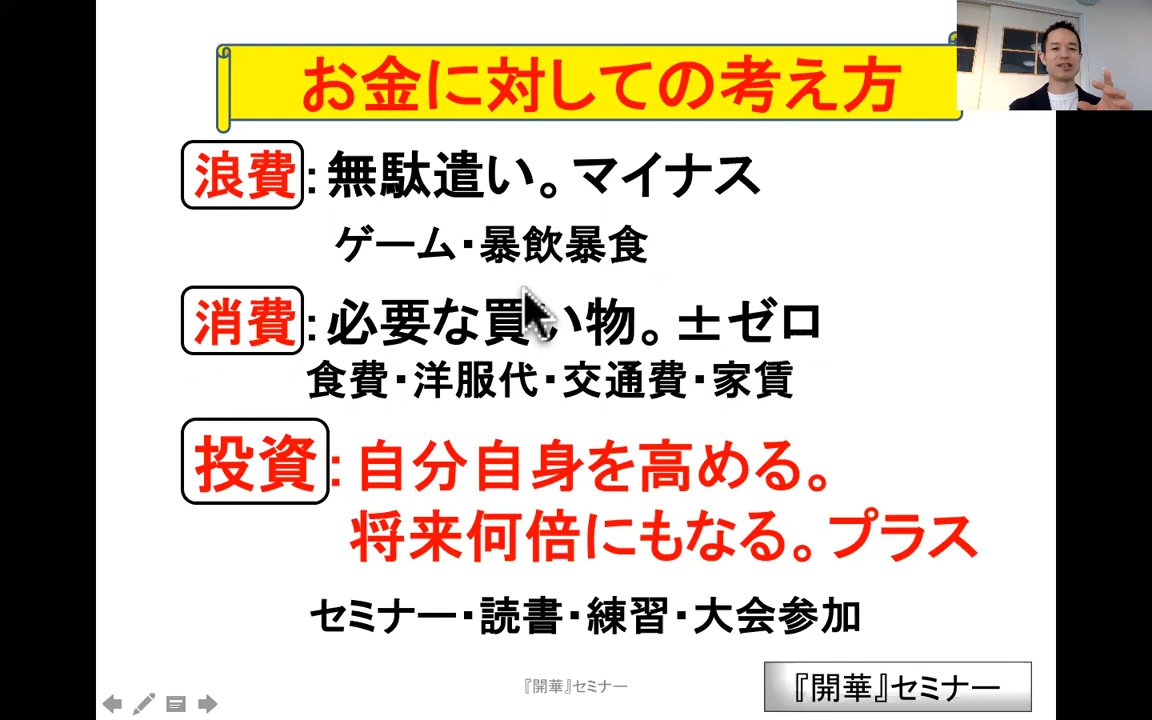 お金に対しての考え方
浪費：無駄遣い。マイナス
ゲーム・暴飲暴食
消費：必要な買い物。±ゼロ
食費・洋服代・交通費・家賃
投資：自分自身を高める。
将来何倍にもなる。プラス
セミナー・読書・練習・大会参加
『開華』セミナー
『開華』セミナー